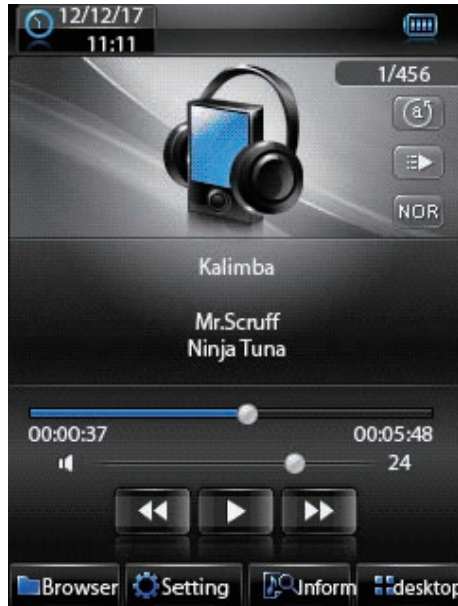 12/12/17
11:11
1/456
a
NOR
Kalimba
Mr.Scruff
Ninja Tuna
00:00:37 00:05:48
24
Browser Setting Inform desktop